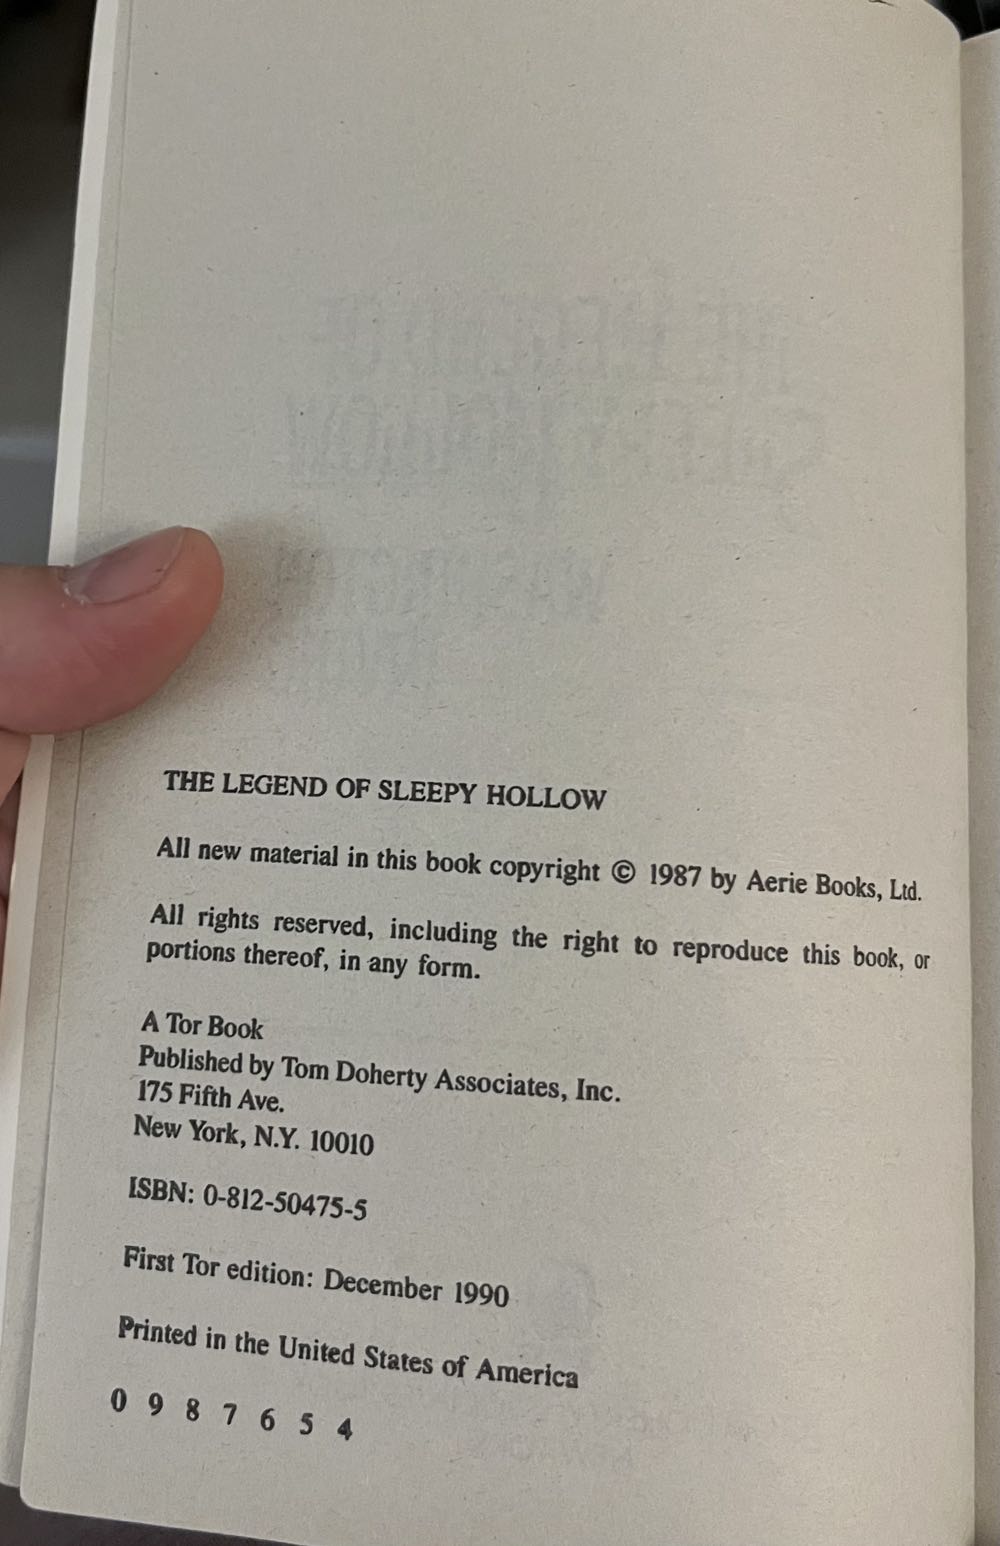 THE LEGEND OF SLEEPY HOLLOW
All new material in this book copyright © 1987 by Aerie Books, Ltd.
All rights reserved, including the right to reproduce this book, or
portions thereof, in any form.
A Tor Book
Published by Tom Doherty Associates, Inc.
175 Fifth Ave.
New York, N.Y. 10010
ISBN: 0-812-50475-5
First Tor edition: December 1990
Printed in the United States of America
0 9 8 7 6 5 4